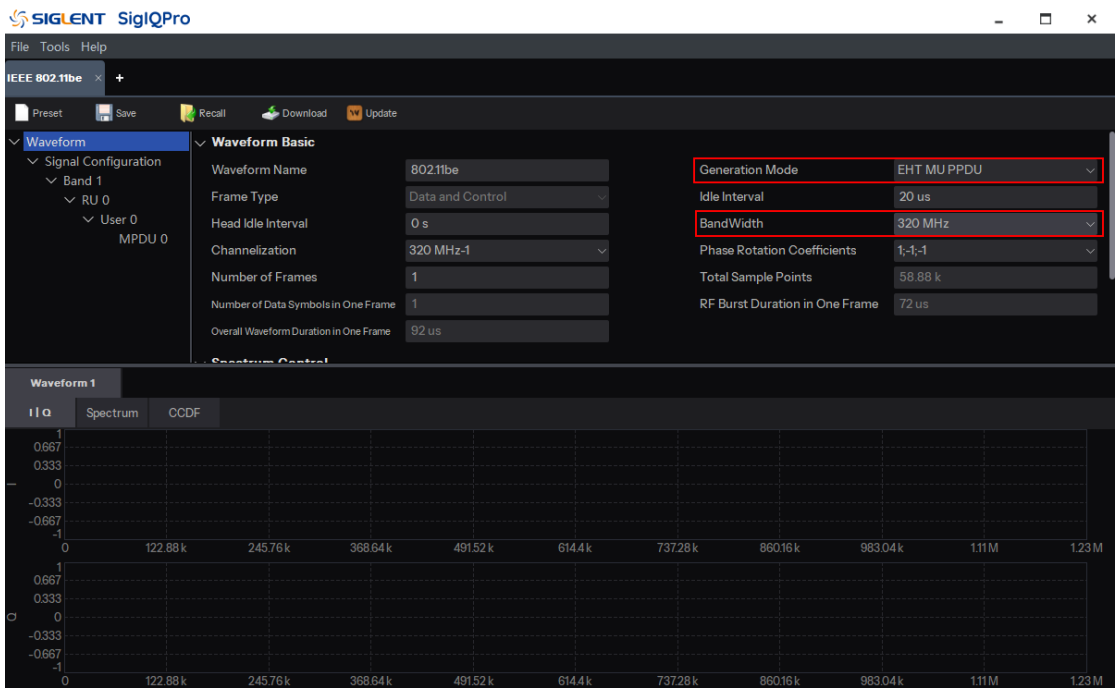 SIGLENT SigIQPro
File Tools Help
IEEE 802.11be × +
Preset Save Recall Download Update
Waveform
Signal Configuration
Band 1
RU 0
User 0
MPDU 0
Waveform Basic
Waveform Name 802.11be Generation Mode EHT MU PPDU
Frame Type Data and Control Idle Interval 20 us
Head Idle Interval 0 s BandWidth 320 MHz
Channelization 320 MHz-1 Phase Rotation Coefficients 1;-1;-1
Number of Frames 1 Total Sample Points 58.88 k
Number of Data Symbols in One Frame 1 RF Burst Duration in One Frame 72 us
Overall Waveform Duration in One Frame 92 us
Spectrum Control
Waveform 1
I | Q Spectrum CCDF
1
0.667
0.333
I 0
-0.333
-0.667
-1
0 122.88 k 245.76 k 368.64 k 491.52 k 614.4 k 737.28 k 860.16 k 983.04 k 1.11 M 1.23 M
1
0.667
0.333
Q 0
-0.333
-0.667
-1
0 122.88 k 245.76 k 368.64 k 491.52 k 614.4 k 737.28 k 860.16 k 983.04 k 1.11 M 1.23 M